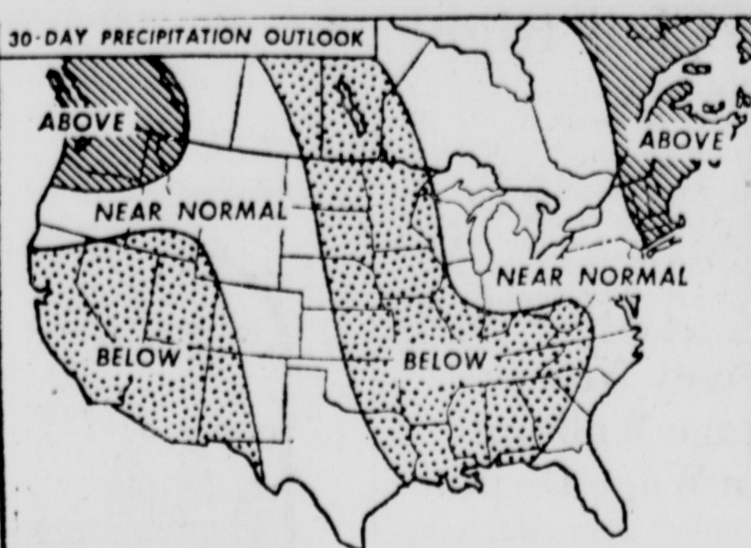 30-DAY PRECIPITATION OUTLOOK
ABOVE
ABOVE
NEAR NORMAL
NEAR NORMAL
BELOW
BELOW